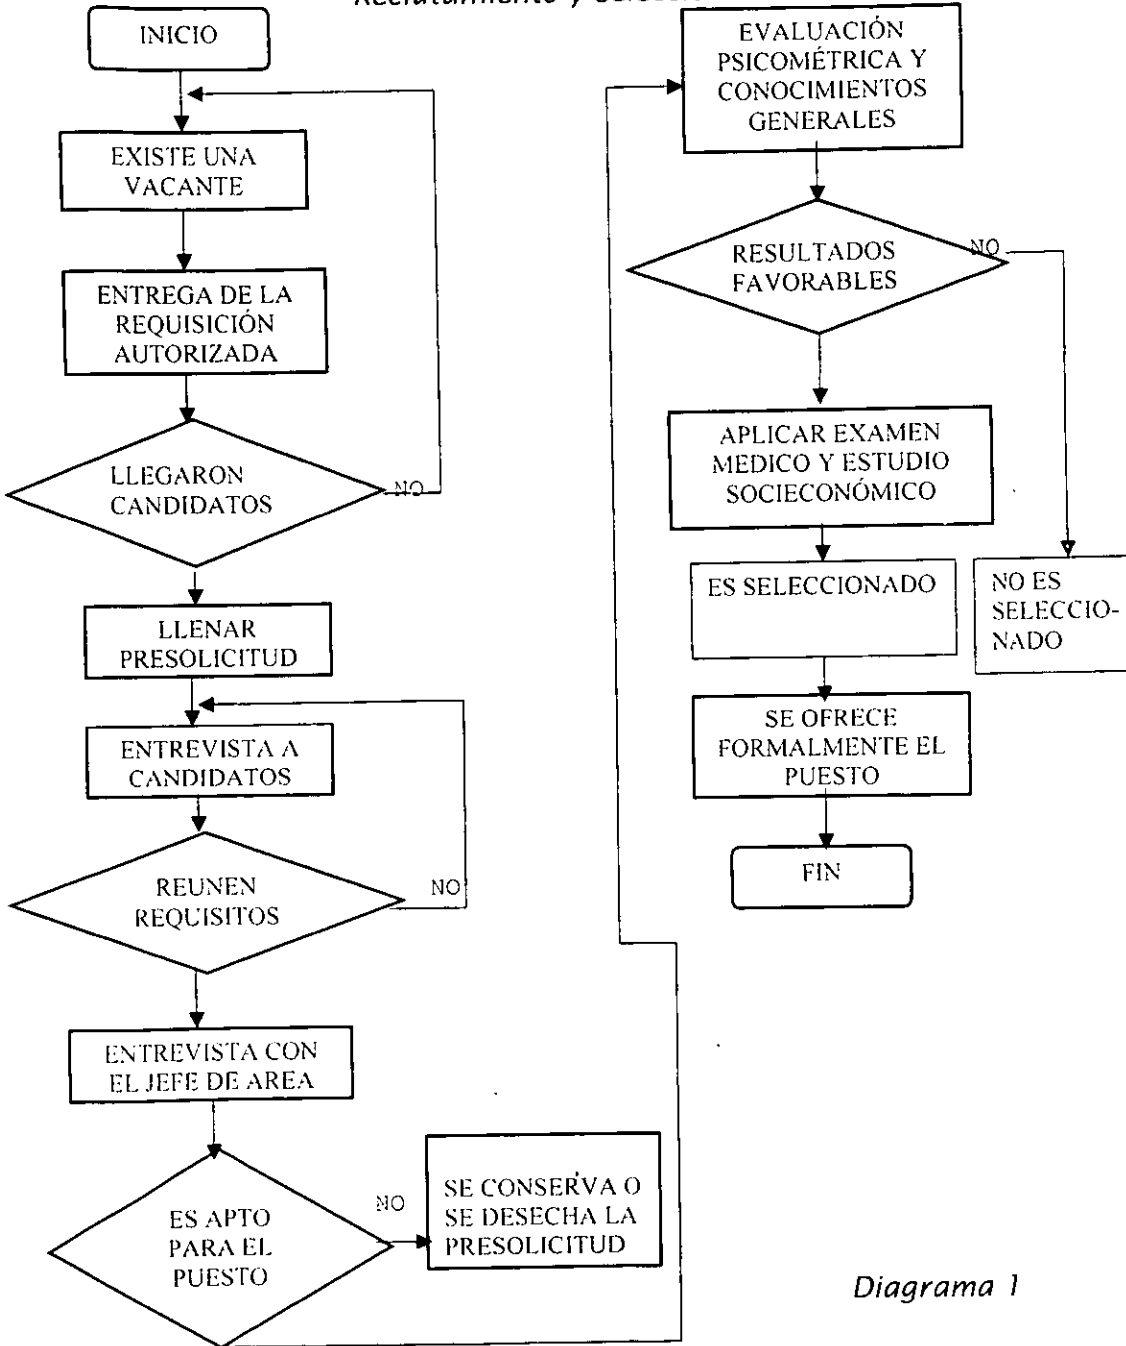 INICIO
EXISTE UNA
VACANTE
ENTREGA DE LA
REQUISICIÓN
AUTORIZADA
LLEGARON
CANDIDATOS
NO
LLENAR
PRESOLICITUD
ENTREVISTA A
CANDIDATOS
REUNEN
REQUISITOS
NO
ENTREVISTA CON
EL JEFE DE AREA
ES APTO
PARA EL
PUESTO
NO
SE CONSERVA O
SE DESECHA LA
PRESOLICITUD
EVALUACIÓN
PSICOMÉTRICA Y
CONOCIMIENTOS
GENERALES
RESULTADOS
FAVORABLES
NO
APLICAR EXAMEN
MEDICO Y ESTUDIO
SOCIECONÓMICO
ES SELECCIONADO
NO ES
SELECCIO-
NADO
SE OFRECE
FORMALMENTE EL
PUESTO
FIN
Diagrama 1